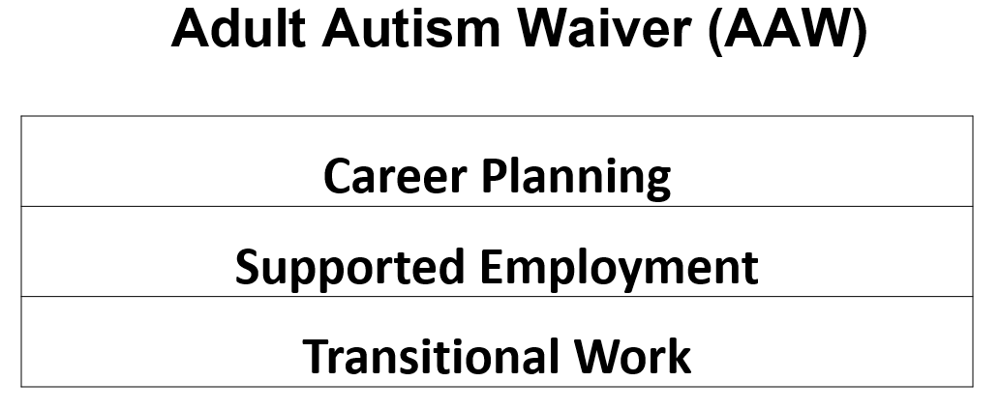 Adult Autism Waiver (AAW)
Career Planning
Supported Employment
Transitional Work